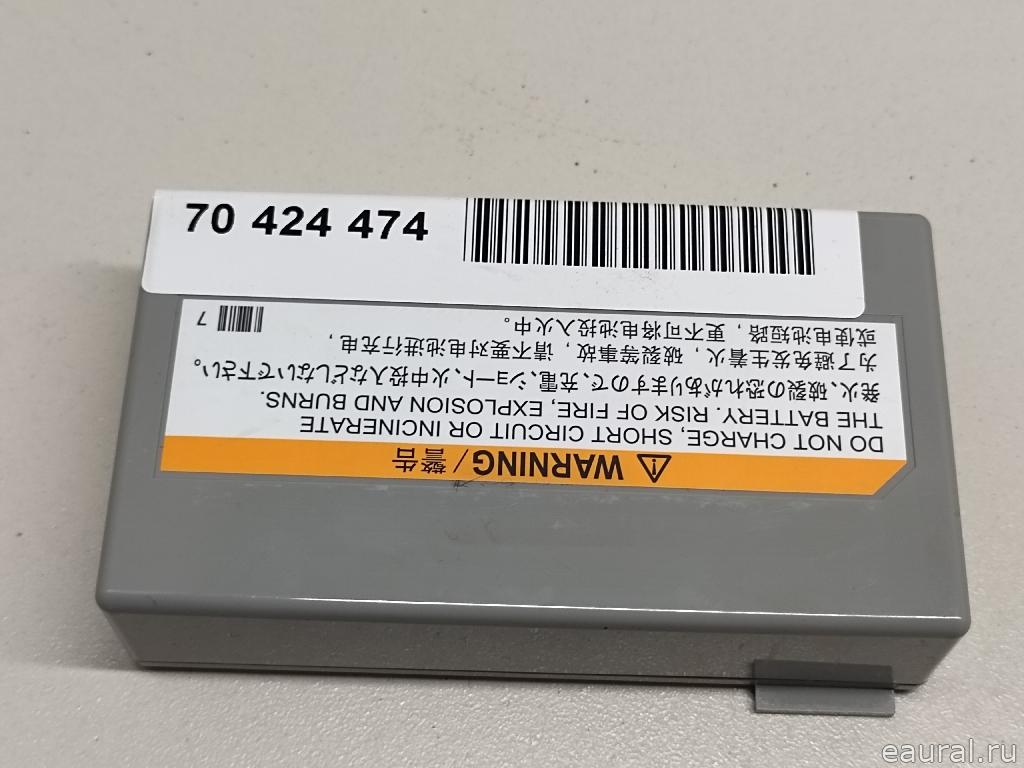 70 424 474
⚠ WARNING/警告
DO NOT CHARGE, SHORT CIRCUIT OR INCINERATE
THE BATTERY. RISK OF FIRE, EXPLOSION AND BURNS.
発火、破裂の恐れがありますので、充電、ショート、火中投入などしないで下さい。
为了避免发生着火，破裂等事故，请不要对电池进行充电，
或使电池短路，更不可将电池投入火中。
7
eaural.ru